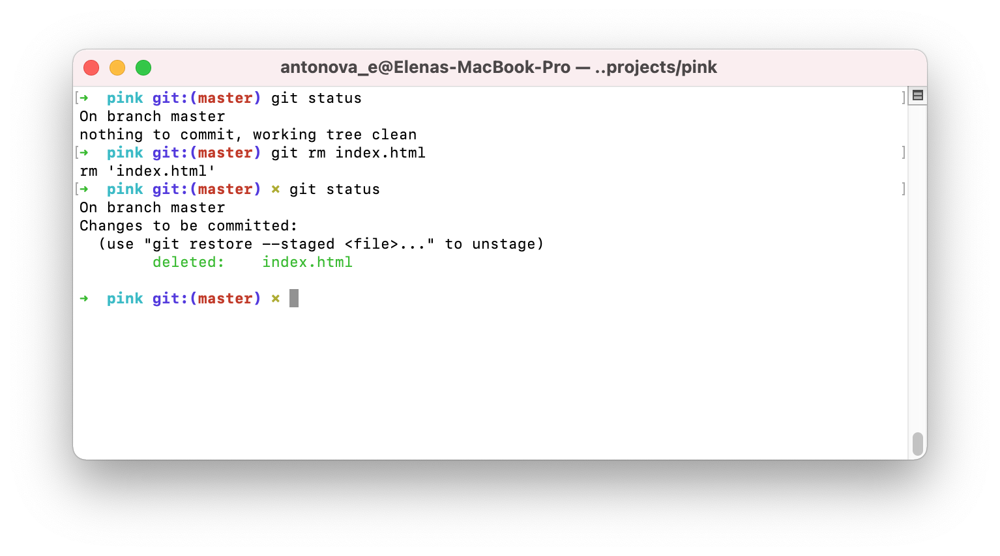 antonova_e@Elenas-MacBook-Pro — ..projects/pink
[➜  pink git:(master) git status ]
On branch master
nothing to commit, working tree clean
[➜  pink git:(master) git rm index.html ]
rm 'index.html'
[➜  pink git:(master) × git status ]
On branch master
Changes to be committed:
  (use "git restore --staged <file>..." to unstage)
        deleted:    index.html
➜  pink git:(master) ×